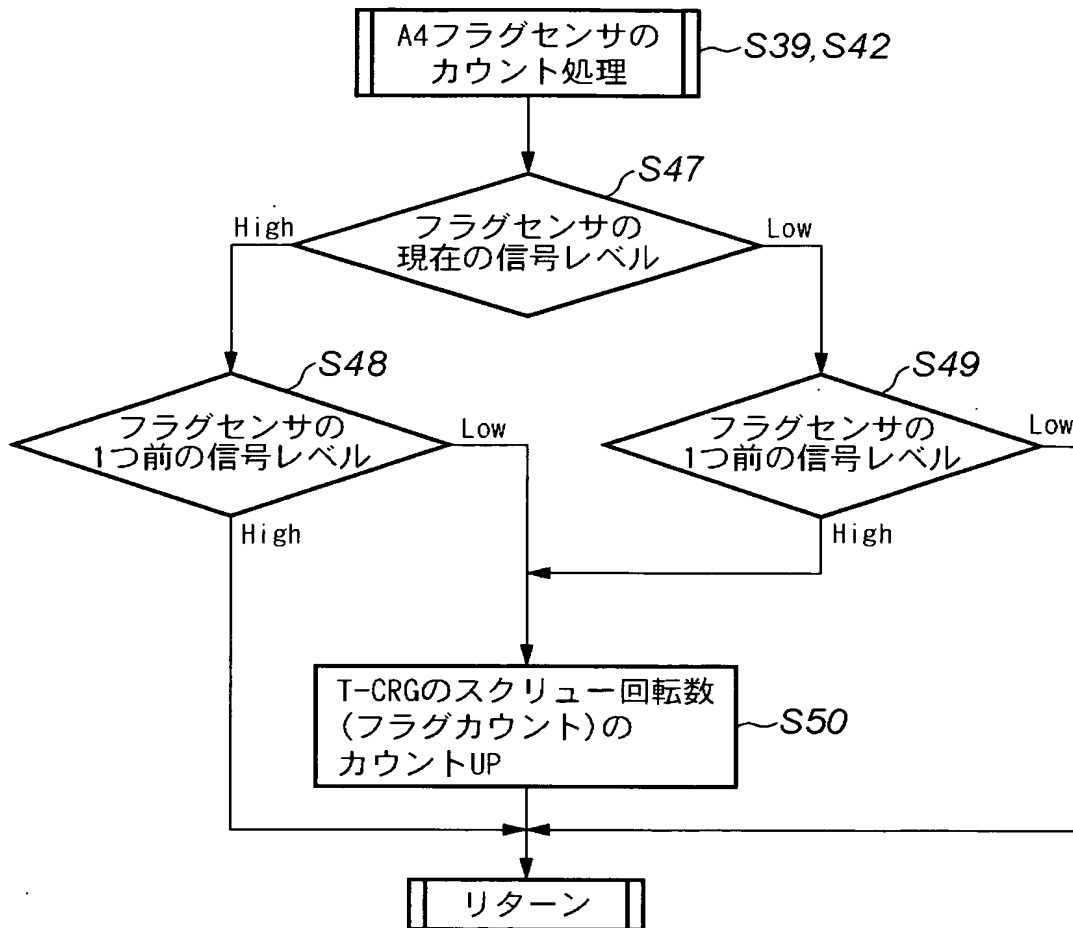 A4フラグセンサの
カウント処理
S39,S42
S47
High
フラグセンサの
現在の信号レベル
Low
S48
フラグセンサの
1つ前の信号レベル
Low
High
S49
フラグセンサの
1つ前の信号レベル
Low
High
T-CRGのスクリュー回転数
(フラグカウント)の
カウントUP
S50
リターン